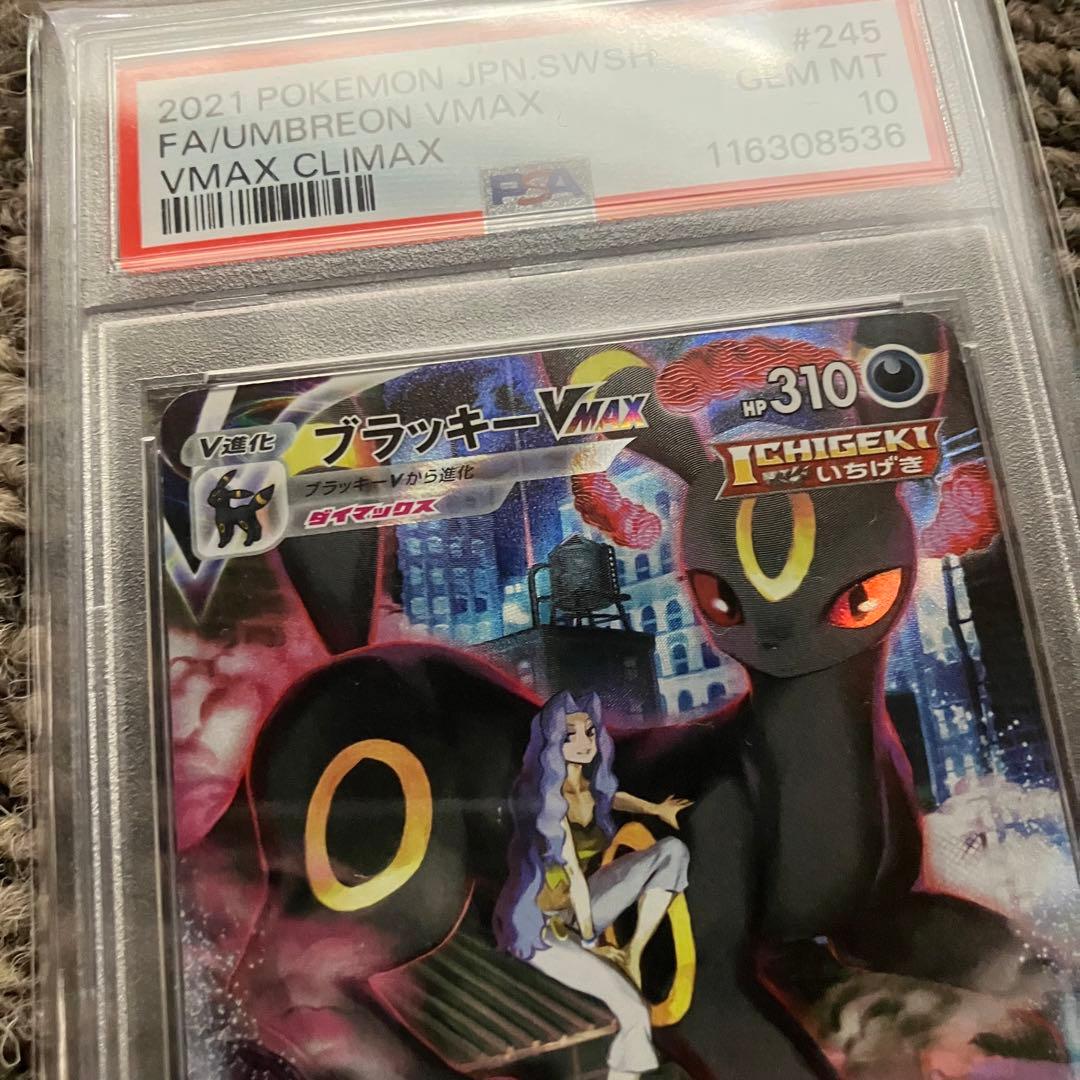 2021 POKEMON JPN.SWSH #245
FA/UMBREON VMAX GEM MT
VMAX CLIMAX 10
PSA 116308536
V進化 ブラッキーVMAX HP310
ブラッキーVから進化 ICHIGEKI
いちげき
ダイマックス